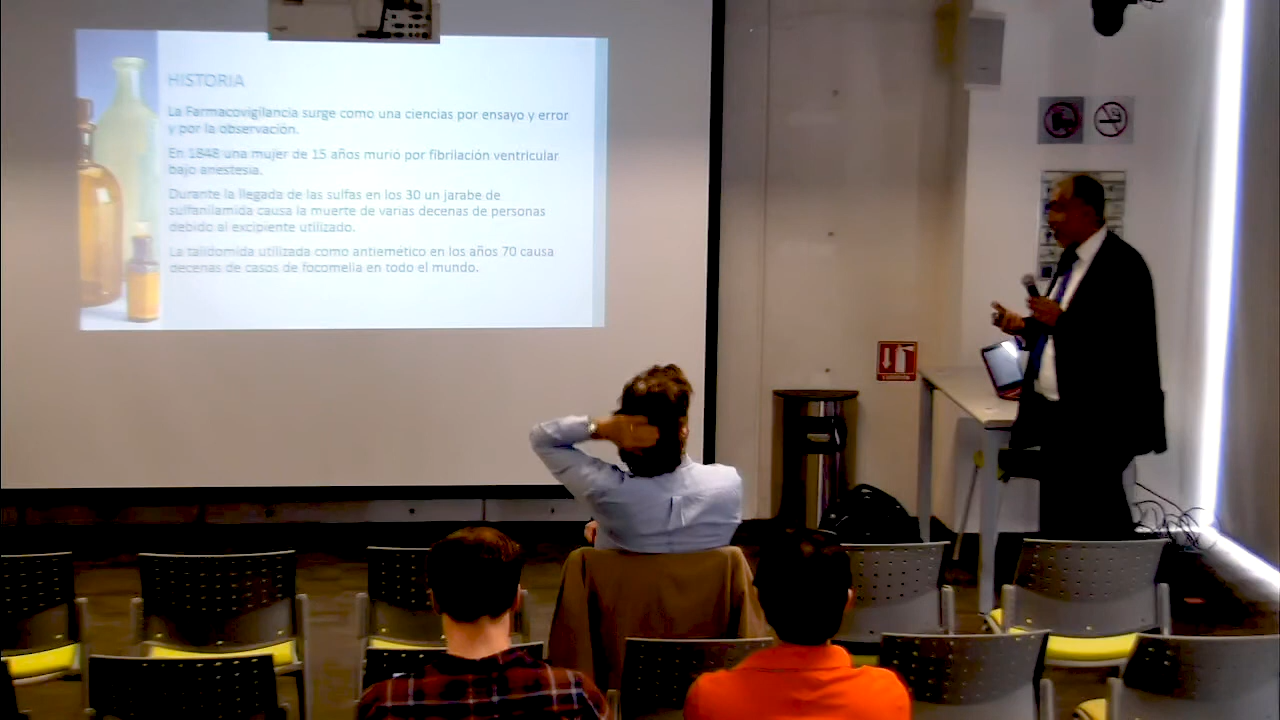 HISTORIA
La Farmacovigilancia surge como una ciencias por ensayo y error
y por la observación.
En 1848 una mujer de 15 años murio por fibrilación ventricular
bajo anestesia.
Durante la llegada de las sulfas en los 30 un jarabe de
sulfanilamida causa la muerte de varias decenas de personas
debido al excipiente utilizado.
La talidomida utilizada como antiemético en los años 70 causa
decenas de casos de focomelia en todo el mundo.